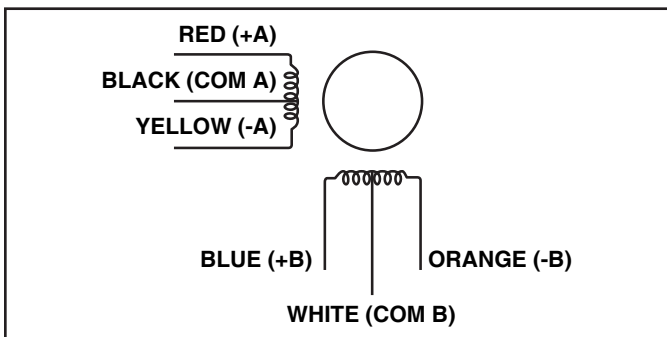 RED (+A)
BLACK (COM A)
YELLOW (-A)
BLUE (+B)
ORANGE (-B)
WHITE (COM B)